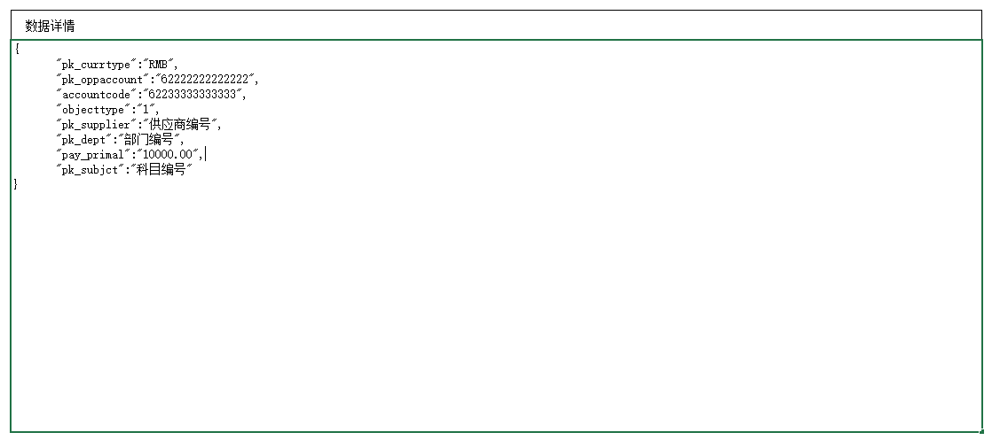 数据详情
{
"pk_currtype":"RMB",
"pk_oppaccount":"62222222222222",
"accountcode":"62233333333333",
"objecttype":"1",
"pk_supplier":"供应商编号",
"pk_dept":"部门编号",
"pay_primal":"10000.00",
"pk_subjct":"科目编号"
}